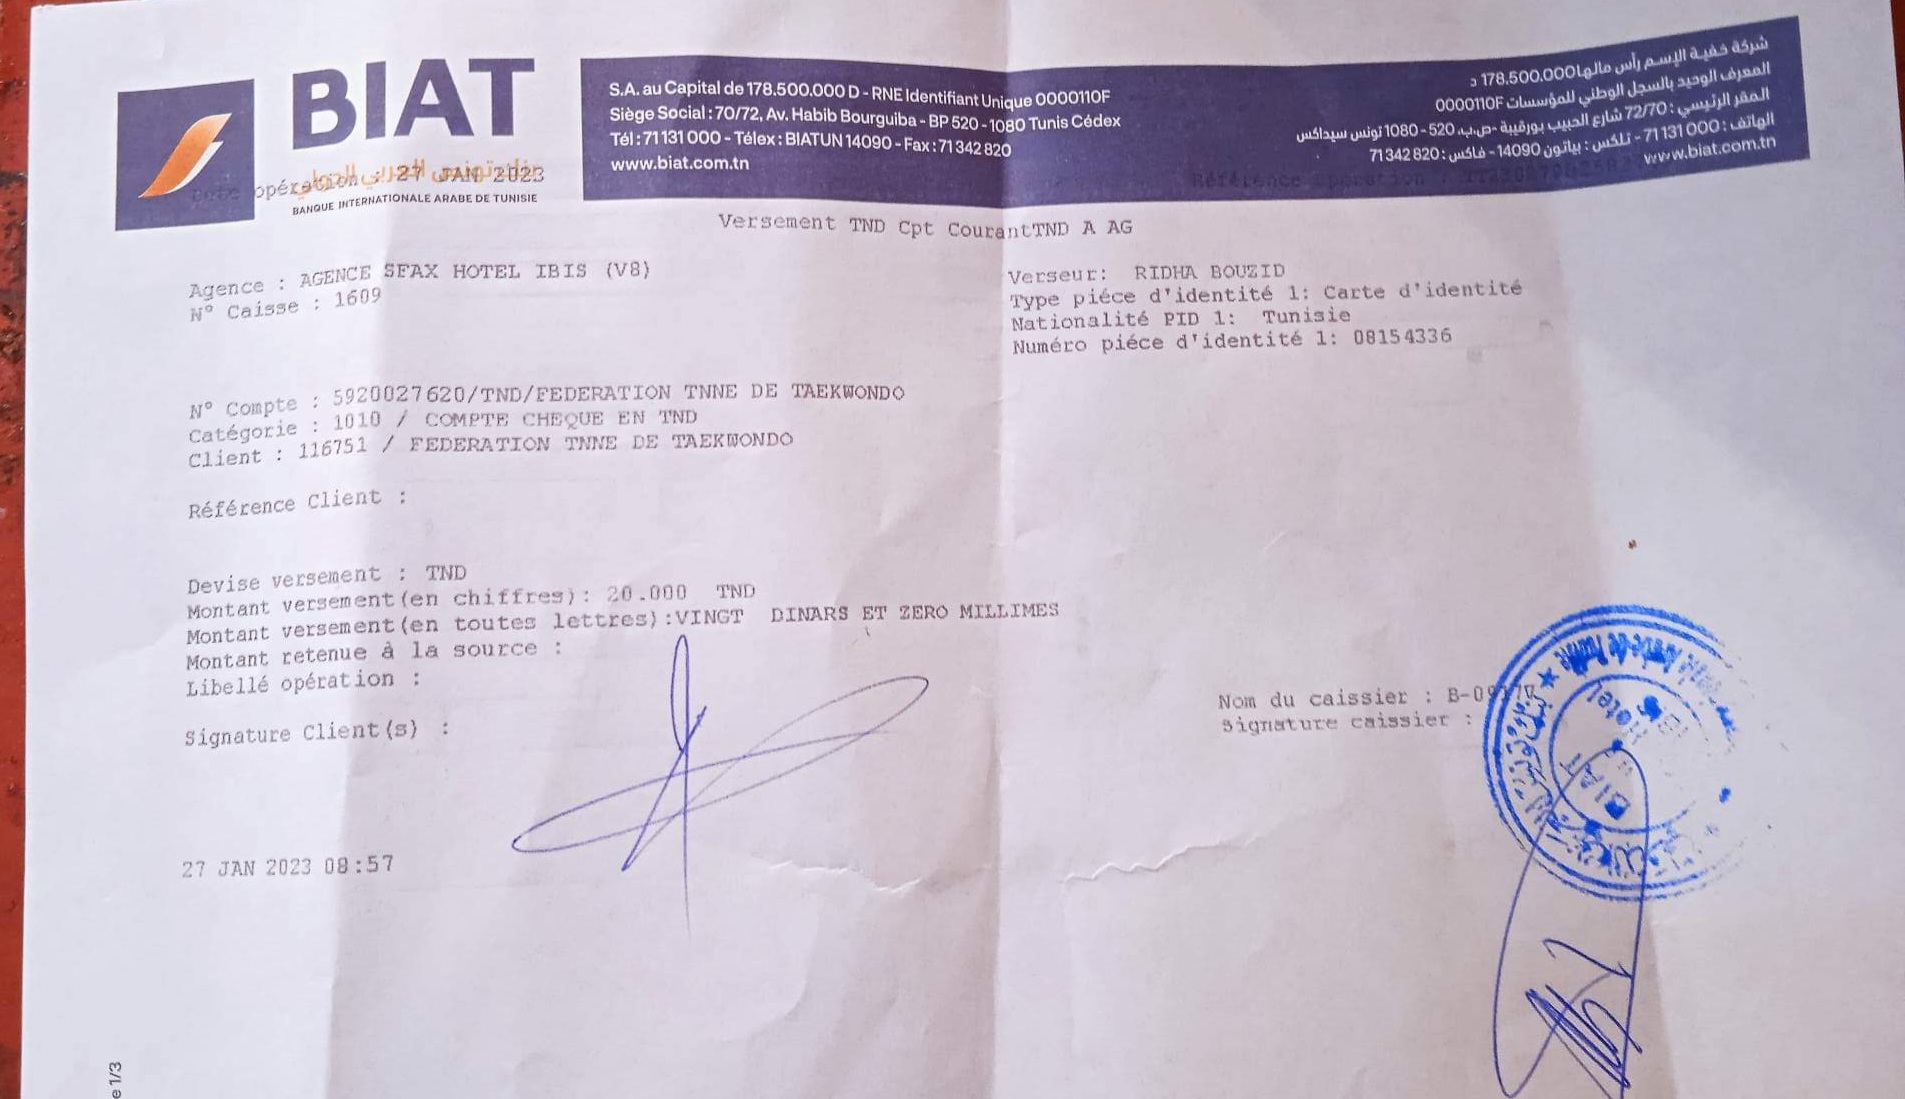 BIAT
BANQUE INTERNATIONALE ARABE DE TUNISIE
S.A. au Capital de 178.500.000 D - RNE Identifiant Unique 0000110F
Siège Social : 70/72, Av. Habib Bourguiba - BP 520 - 1080 Tunis Cédex
Tél : 71 131 000 - Télex : BIATUN 14090 - Fax : 71 342 820
www.biat.com.tn
شركة خفية الإسم رأس مالها 178.500.000 د
المعرف الوحيد بالسجل الوطني للمؤسسات 0000110F
المقر الرئيسي : 72/70 شارع الحبيب بورقيبة -ص.ب. 520 - 1080 تونس سيداكس
الهاتف : 71 131 000 - تلكس : بياتون 14090 - فاكس : 71 342 820
www.biat.com.tn
opération : 27 JAN 2023
Référence opération :
Versement TND Cpt CourantTND A AG
Agence : AGENCE SFAX HOTEL IBIS (V8)
N° Caisse : 1609
Verseur: RIDHA BOUZID
Type piéce d'identité 1: Carte d'identité
Nationalité PID 1: Tunisie
Numéro piéce d'identité 1: 08154336
N° Compte : 5920027620/TND/FEDERATION TNNE DE TAEKWONDO
Catégorie : 1010 / COMPTE CHEQUE EN TND
Client : 116751 / FEDERATION TNNE DE TAEKWONDO
Référence Client :
Devise versement : TND
Montant versement(en chiffres): 20.000 TND
Montant versement(en toutes lettres):VINGT DINARS ET ZERO MILLIMES
Montant retenue à la source :
Libellé opération :
Signature Client(s) :
Nom du caissier :
Signature caissier :
BIAT
Hotel
27 JAN 2023 08:57
e 1/3